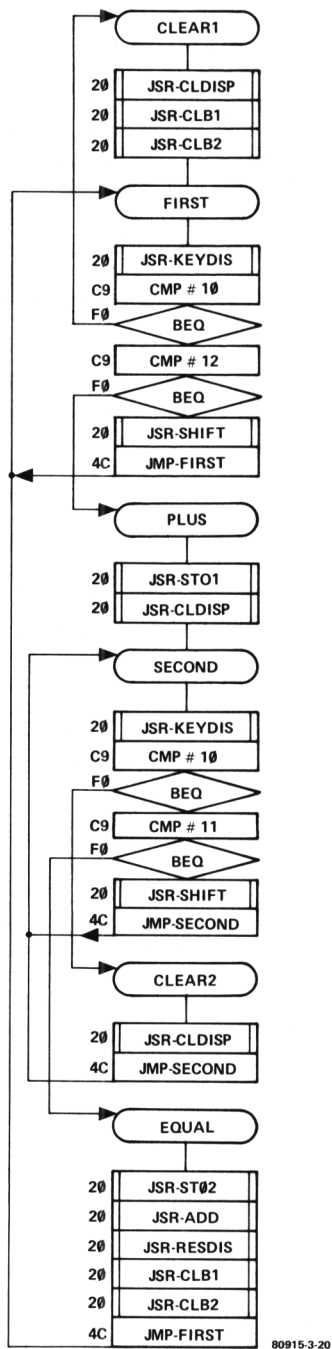 CLEAR1
20 JSR-CLDISP
20 JSR-CLB1
20 JSR-CLB2
FIRST
20 JSR-KEYDIS
C9 CMP # 10
F0 BEQ
C9 CMP # 12
F0 BEQ
20 JSR-SHIFT
4C JMP-FIRST
PLUS
20 JSR-STO1
20 JSR-CLDISP
SECOND
20 JSR-KEYDIS
C9 CMP # 10
F0 BEQ
C9 CMP # 11
F0 BEQ
20 JSR-SHIFT
4C JMP-SECOND
CLEAR2
20 JSR-CLDISP
4C JMP-SECOND
EQUAL
20 JSR-ST02
20 JSR-ADD
20 JSR-RESDIS
20 JSR-CLB1
20 JSR-CLB2
4C JMP-FIRST
80915-3-20